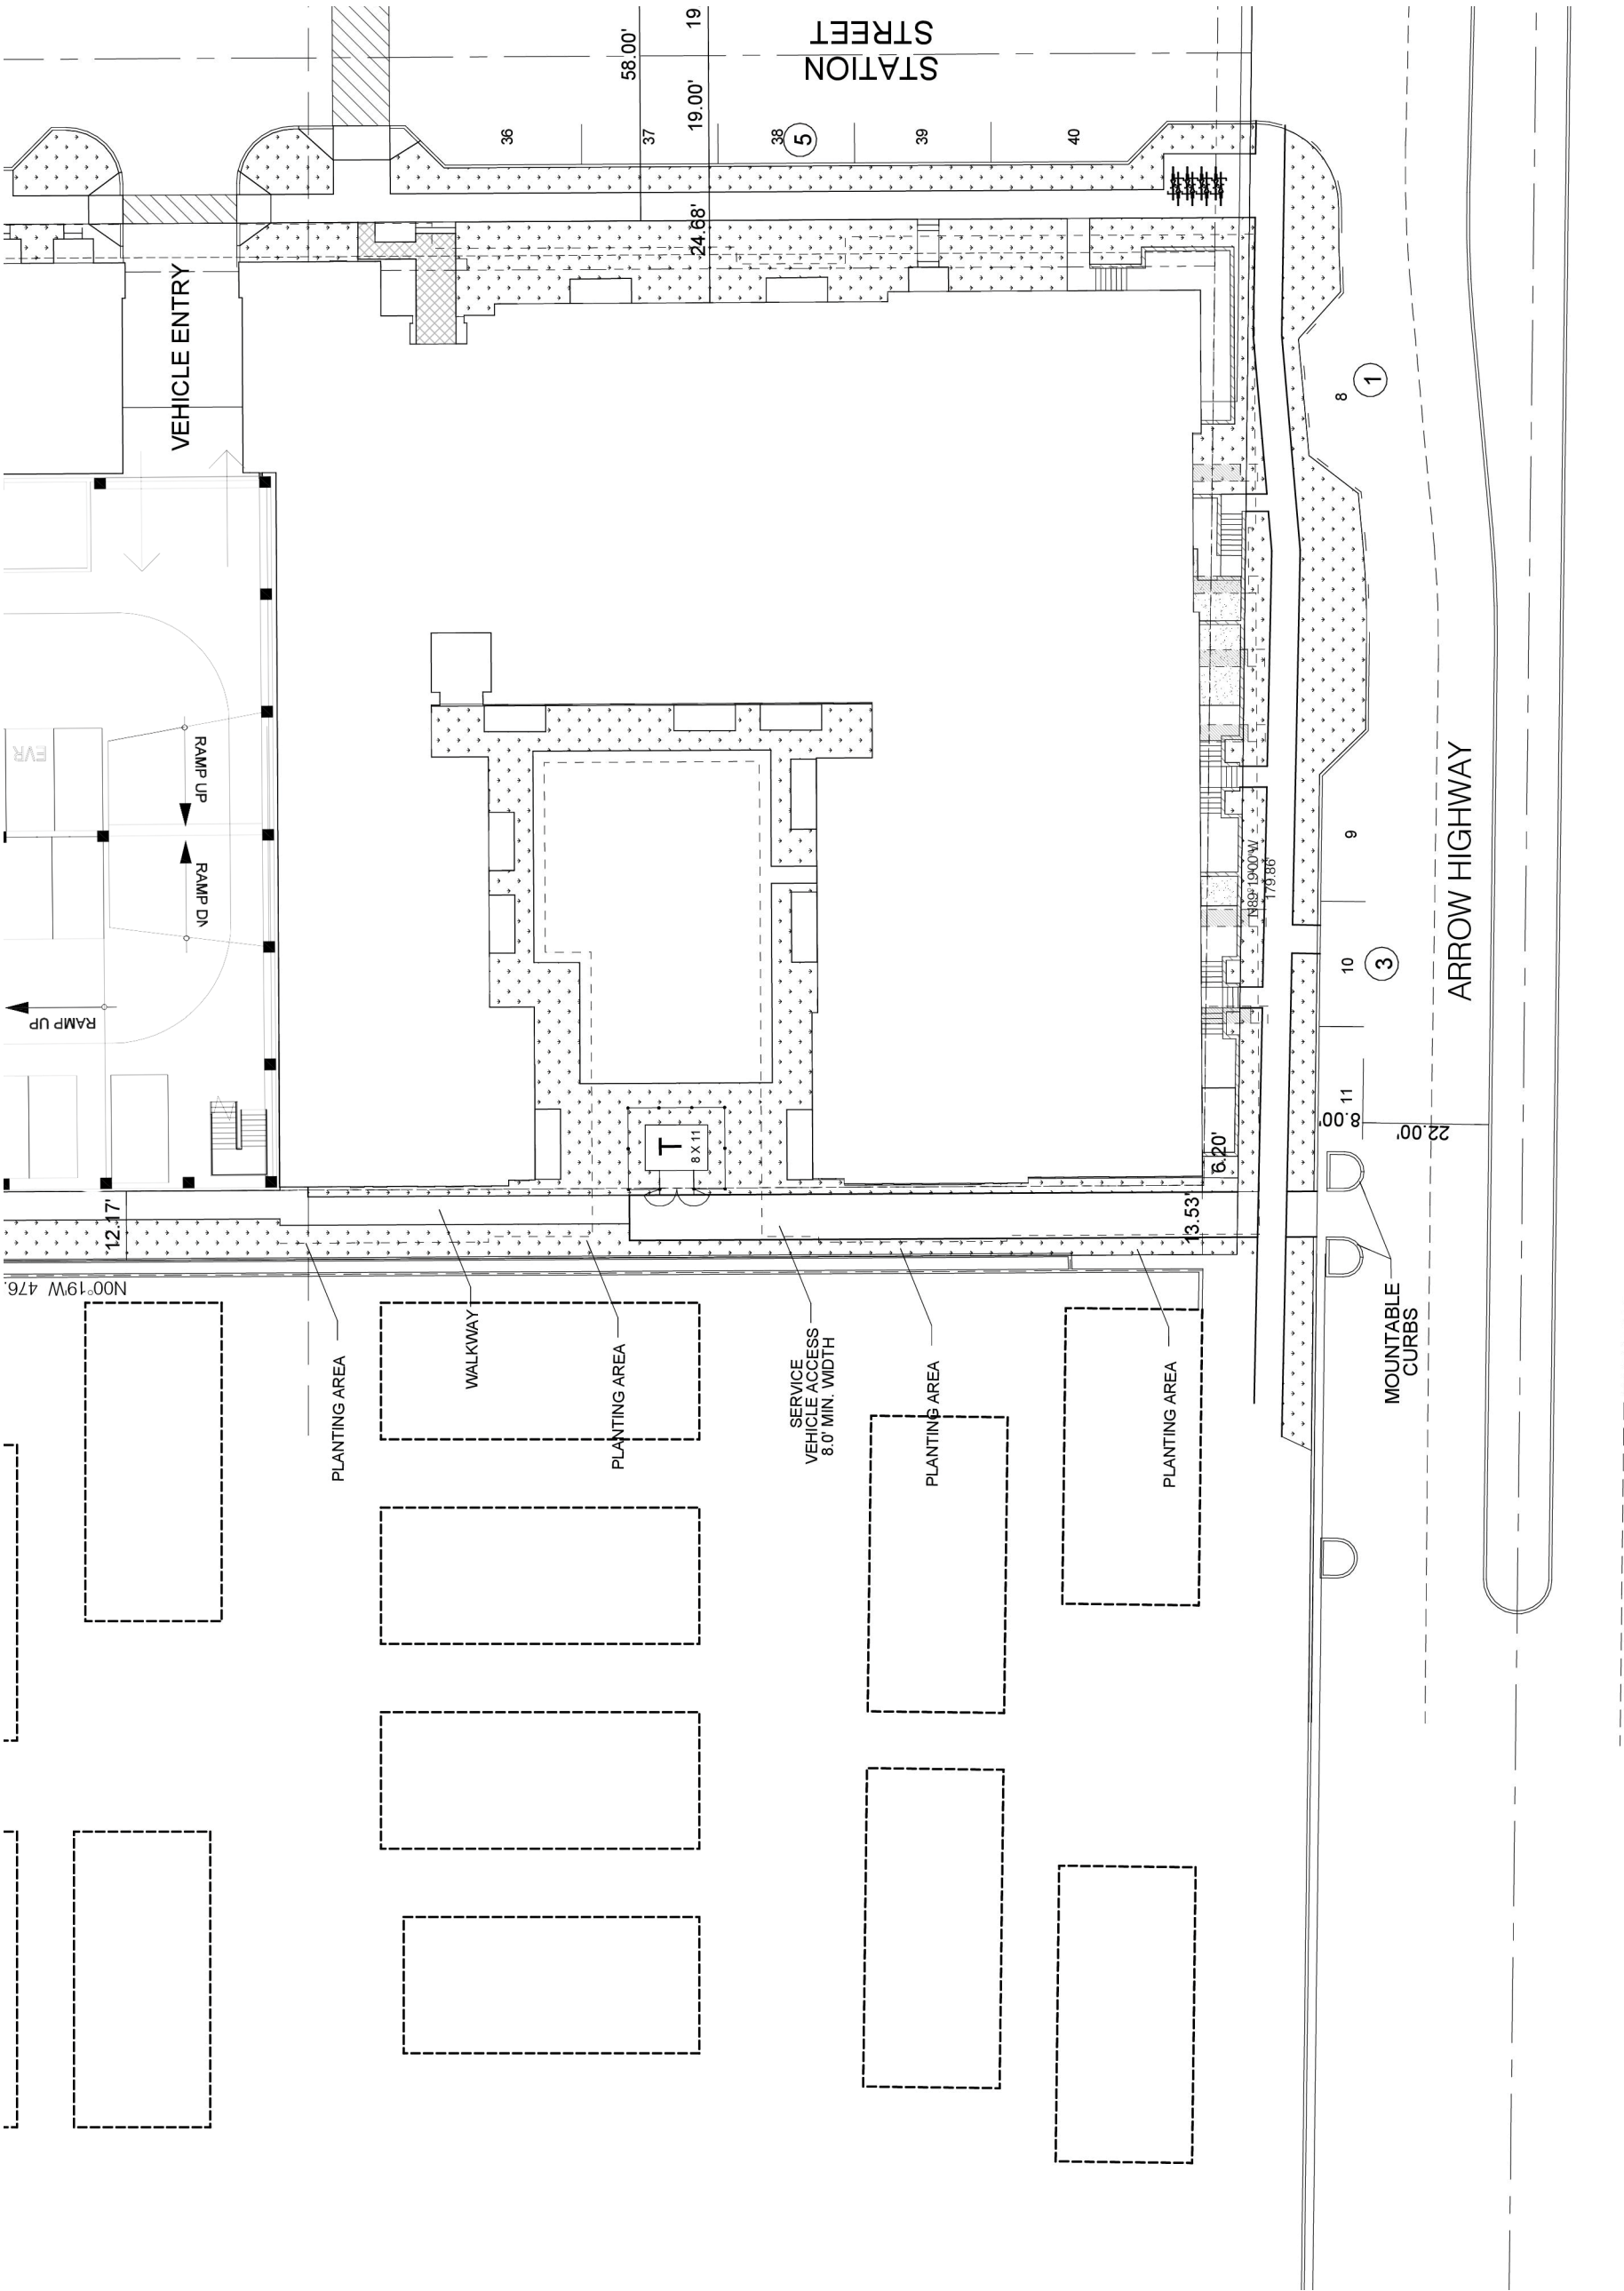 STATION
STREET
58.00'
19
19.00'
24.68'
36
37
38
5
39
40
VEHICLE ENTRY
8
1
EVR
RAMP UP
RAMP DN
RAMP UP
9
10
3
11
8.00'
22.00'
ARROW HIGHWAY
N89°19'00"W
179.86'
T
8 X 11
6.20'
13.53'
12.17'
N00°19'W 476.
PLANTING AREA
WALKWAY
PLANTING AREA
SERVICE
VEHICLE ACCESS
8.0' MIN. WIDTH
PLANTING AREA
PLANTING AREA
MOUNTABLE
CURBS